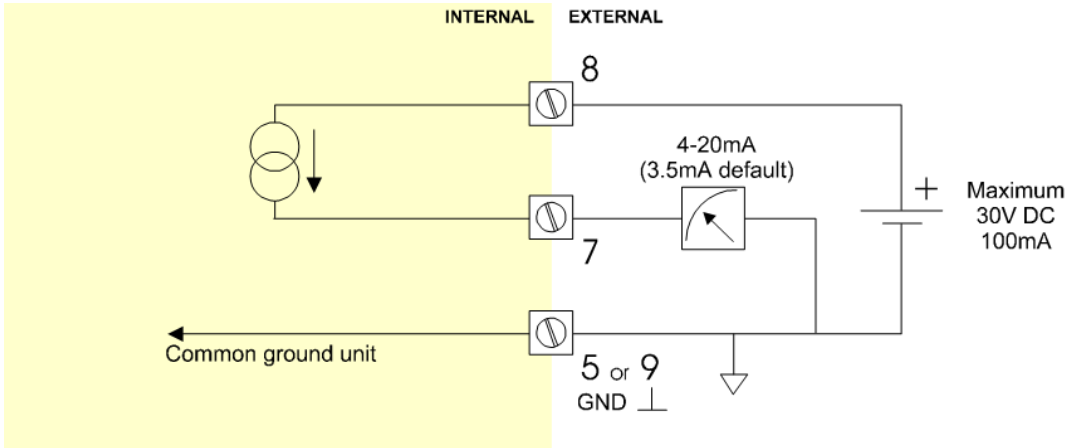 INTERNAL EXTERNAL
8
4-20mA
(3.5mA default)
+
Maximum
30V DC
100mA
7
Common ground unit
5 or 9
GND